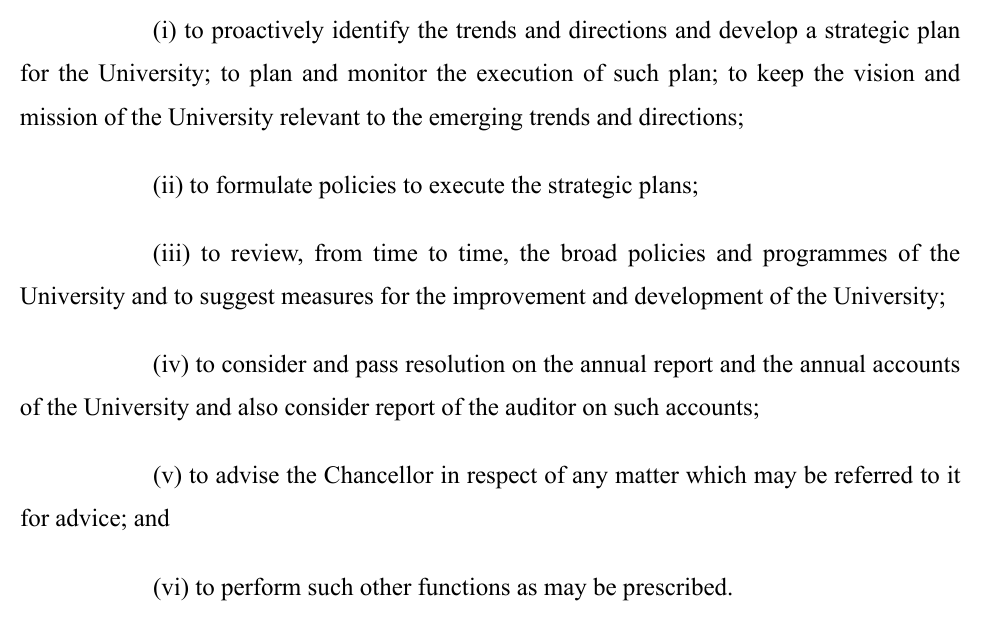 (i) to proactively identify the trends and directions and develop a strategic plan
for the University; to plan and monitor the execution of such plan; to keep the vision and
mission of the University relevant to the emerging trends and directions;
(ii) to formulate policies to execute the strategic plans;
(iii) to review, from time to time, the broad policies and programmes of the
University and to suggest measures for the improvement and development of the University;
(iv) to consider and pass resolution on the annual report and the annual accounts
of the University and also consider report of the auditor on such accounts;
(v) to advise the Chancellor in respect of any matter which may be referred to it
for advice; and
(vi) to perform such other functions as may be prescribed.